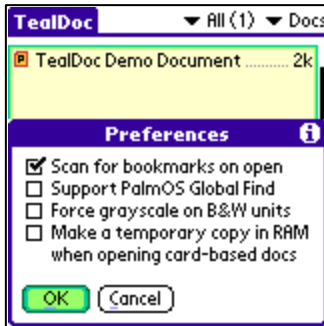 TealDoc ▼ All (1) ▼ Docs
P TealDoc Demo Document .......... 2k
Preferences i
Scan for bookmarks on open
Support PalmOS Global Find
Force grayscale on B&W units
Make a temporary copy in RAM
when opening card-based docs
OK Cancel